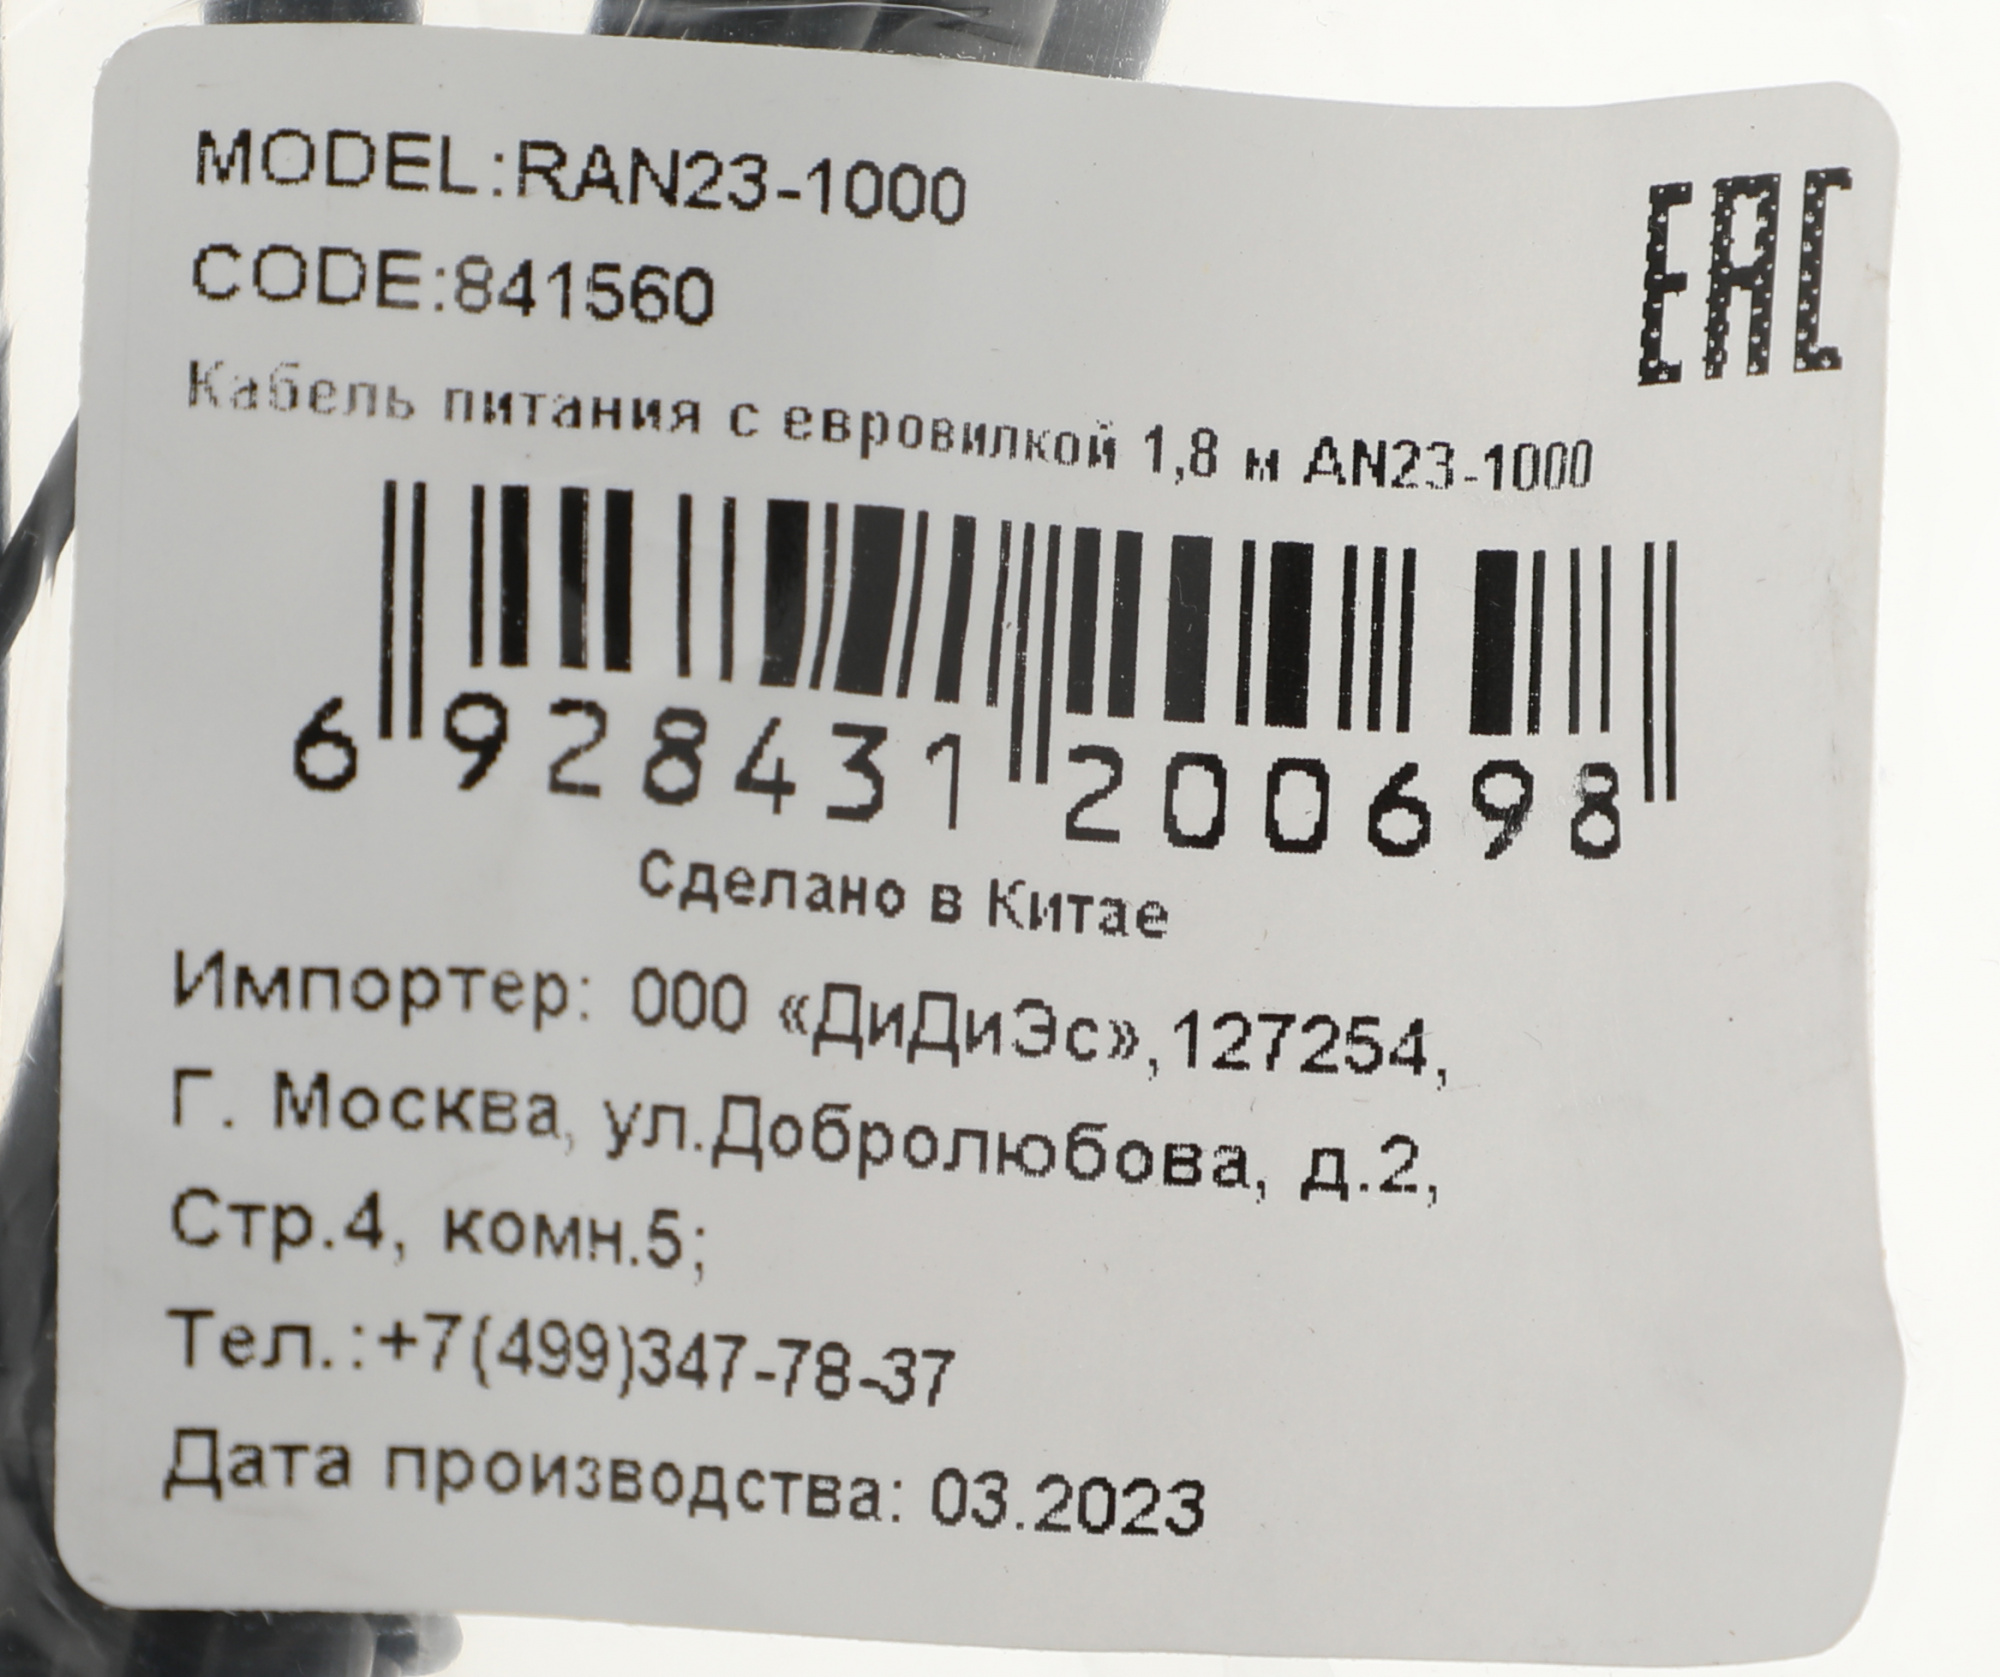 MODEL:RAN23-1000
EAC
CODE:841560
Кабель питания с евровилкой 1,8 м AN23-1000
6 928431 200698
Сделано в Китае
Импортер: ООО «ДиДиЭс»,127254,
Г. Москва, ул.Добролюбова, д.2,
Стр.4, комн.5;
Тел.:+7(499)347-78-37
Дата производства: 03.2023